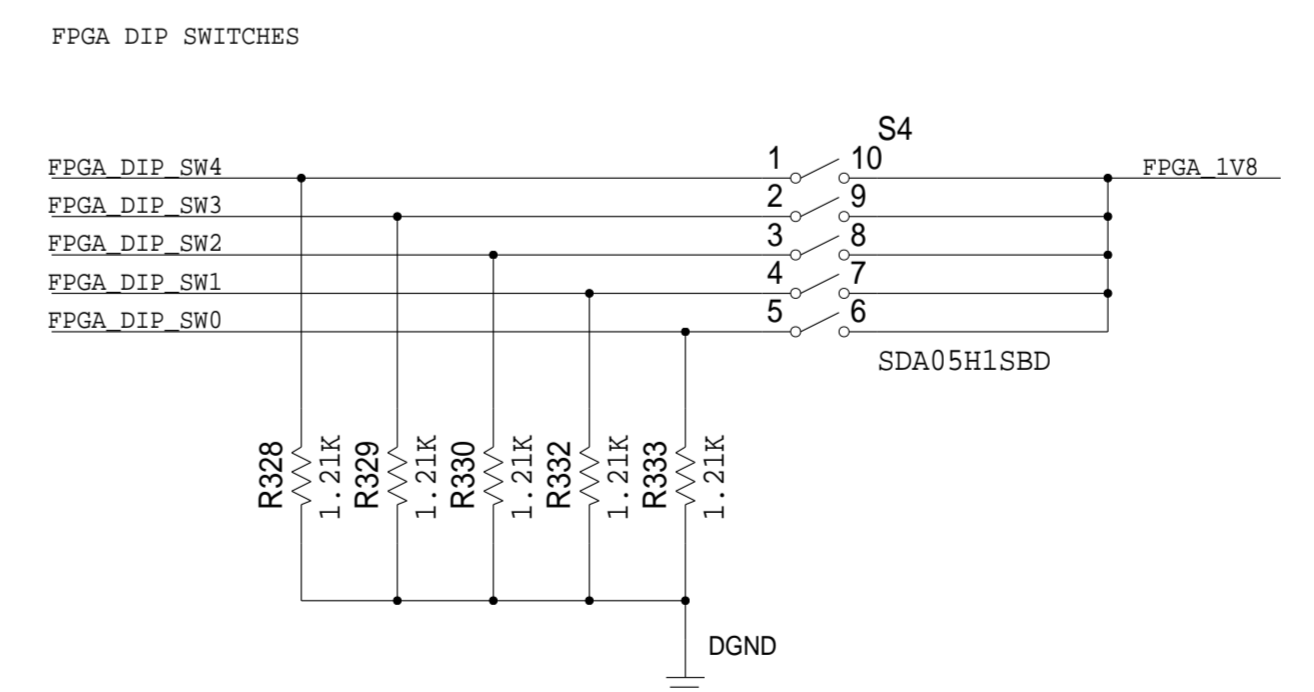 FPGA DIP SWITCHES
S4
FPGA_DIP_SW4 1 10 FPGA_1V8
FPGA_DIP_SW3 2 9
FPGA_DIP_SW2 3 8
FPGA_DIP_SW1 4 7
FPGA_DIP_SW0 5 6
SDA05H1SBD
R328 1.21K R329 1.21K R330 1.21K R332 1.21K R333 1.21K
DGND